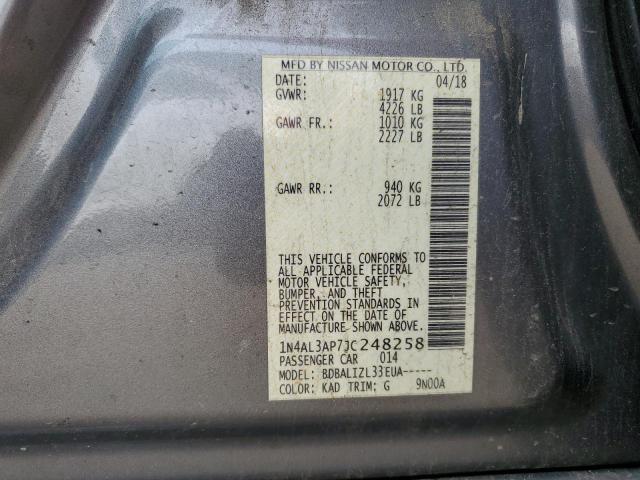 MFD BY NISSAN MOTOR CO., LTD.
DATE: 04/18
GVWR: 1917 KG
4226 LB
GAWR FR.: 1010 KG
2227 LB
GAWR RR.: 940 KG
2072 LB
THIS VEHICLE CONFORMS TO
ALL APPLICABLE FEDERAL
MOTOR VEHICLE SAFETY,
BUMPER, AND THEFT
PREVENTION STANDARDS IN
EFFECT ON THE DATE OF
MANUFACTURE SHOWN ABOVE.
1N4AL3AP7JC248258
PASSENGER CAR 014
MODEL: BDBALIZL33EUA-----
COLOR: KAD TRIM: G 9N00A